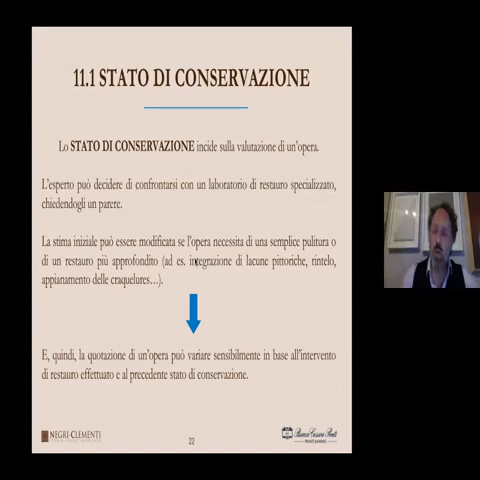 11.1 STATO DI CONSERVAZIONE
Lo STATO DI CONSERVAZIONE incide sulla valutazione di un'opera.
L'esperto può decidere di confrontarsi con un laboratorio di restauro specializzato,
chiedendogli un parere.
La stima iniziale può essere modificata se l'opera necessita di una semplice pulitura o
di un restauro più approfondito (ad es. integrazione di lacune pittoriche, rintelo,
appianamento delle craquelures…).
E, quindi, la quotazione di un'opera può variare sensibilmente in base all'intervento
di restauro effettuato e al precedente stato di conservazione.
NEGRI-CLEMENTI
22
Banca Cesare Ponti